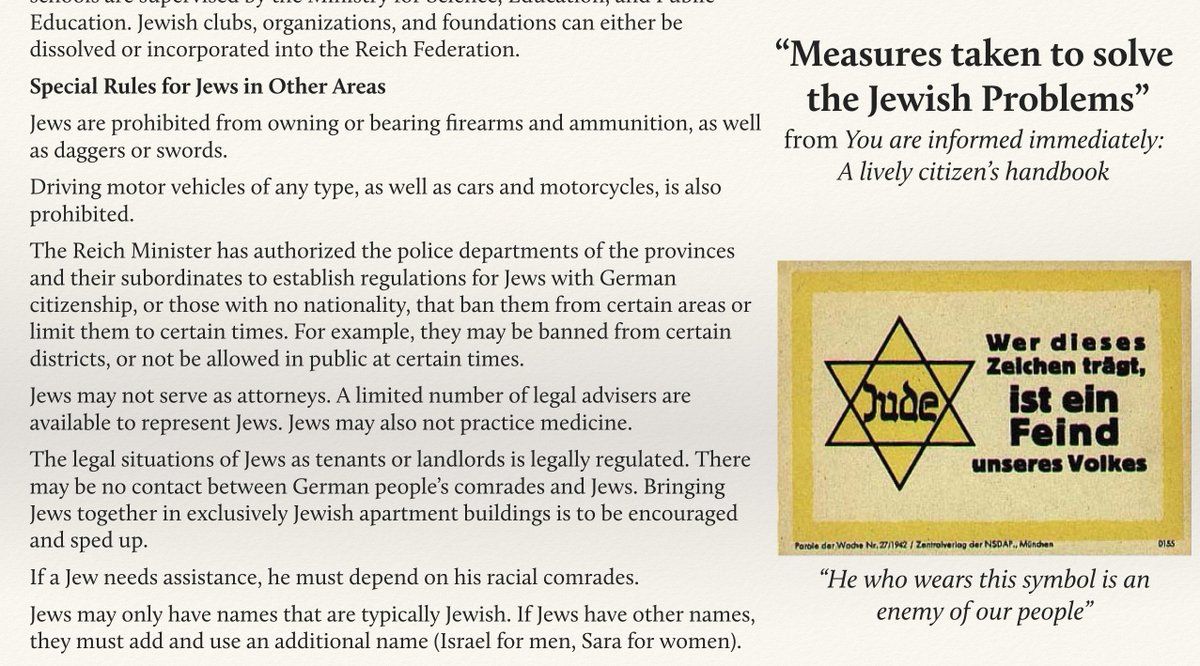 schools are supervised by the Ministry for Science, Education, and Public
Education. Jewish clubs, organizations, and foundations can either be
dissolved or incorporated into the Reich Federation.
Special Rules for Jews in Other Areas
Jews are prohibited from owning or bearing firearms and ammunition, as well
as daggers or swords.
Driving motor vehicles of any type, as well as cars and motorcycles, is also
prohibited.
The Reich Minister has authorized the police departments of the provinces
and their subordinates to establish regulations for Jews with German
citizenship, or those with no nationality, that ban them from certain areas or
limit them to certain times. For example, they may be banned from certain
districts, or not be allowed in public at certain times.
Jews may not serve as attorneys. A limited number of legal advisers are
available to represent Jews. Jews may also not practice medicine.
The legal situations of Jews as tenants or landlords is legally regulated. There
may be no contact between German people’s comrades and Jews. Bringing
Jews together in exclusively Jewish apartment buildings is to be encouraged
and sped up.
If a Jew needs assistance, he must depend on his racial comrades.
Jews may only have names that are typically Jewish. If Jews have other names,
they must add and use an additional name (Israel for men, Sara for women).
“Measures taken to solve
the Jewish Problems”
from You are informed immediately:
A lively citizen’s handbook
Jude
Wer dieses
Zeichen trägt,
ist ein
Feind
unseres Volkes
Parole der Woche Nr. 27/1942 / Zentralverlag der NSDAP., München
0155
“He who wears this symbol is an
enemy of our people”